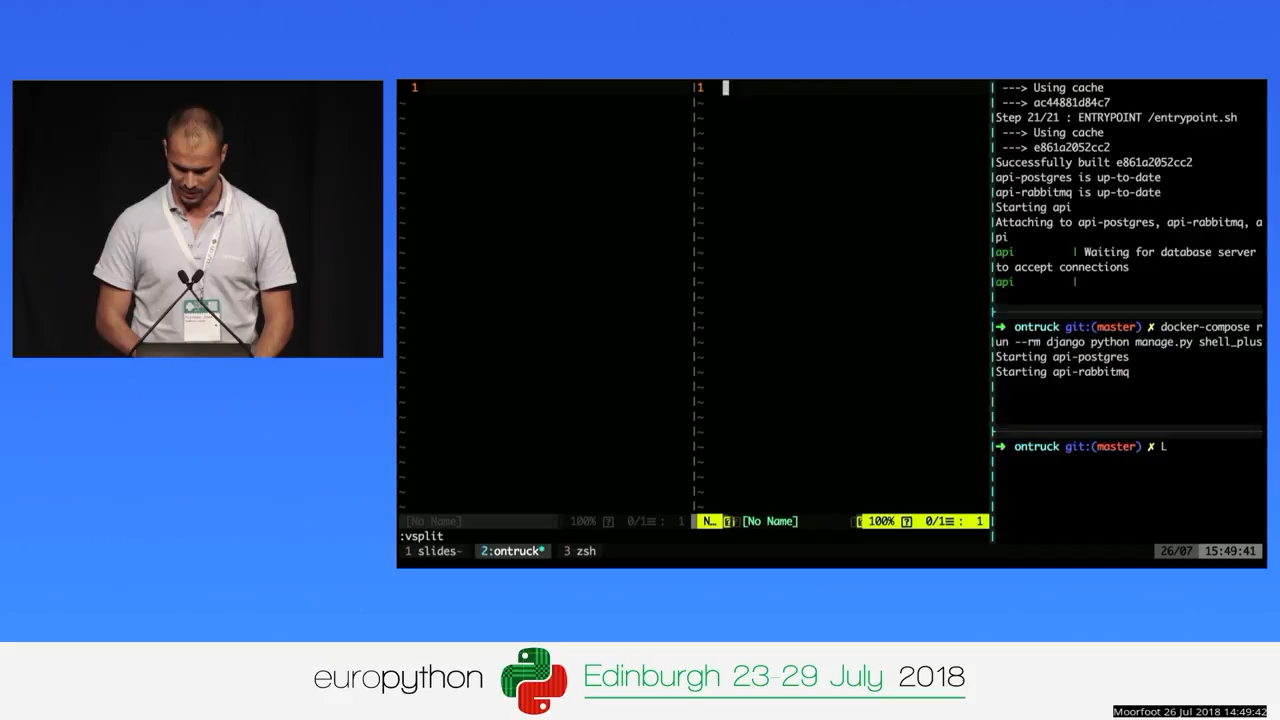 1
1
---> Using cache
---> ac44881d84c7
Step 21/21 : ENTRYPOINT /entrypoint.sh
---> Using cache
---> e861a2052cc2
Successfully built e861a2052cc2
api-postgres is up-to-date
api-rabbitmq is up-to-date
Starting api
Attaching to api-postgres, api-rabbitmq, a
pi
api | Waiting for database server
to accept connections
api |
➜ ontruck git:(master) ✗ docker-compose r
un --rm django python manage.py shell_plus
Starting api-postgres
Starting api-rabbitmq
➜ ontruck git:(master) ✗ L
[No Name] 100% 0/1 : 1
N... [No Name] 100% 0/1 : 1
:vsplit
1 slides- 2:ontruck* 3 zsh 26/07 15:49:41
europython Edinburgh 23-29 July 2018
Moorfoot 26 Jul 2018 14:49:42